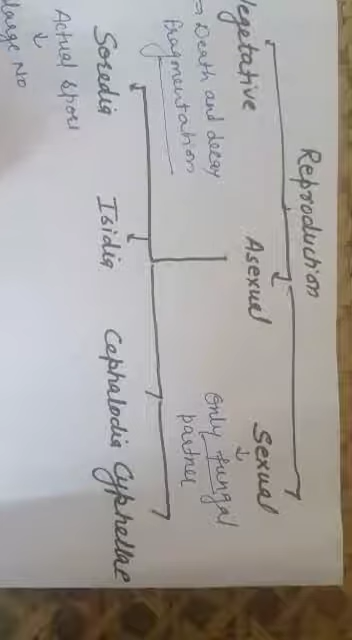 Reproduction
Vegetative
Asexual
Sexual
→ Death and decay
Fragmentation
↓
Only fungal
partner
Soredia
Isidia
Cephalodia
Cyphellae
↓
Actual spore
↓
large No